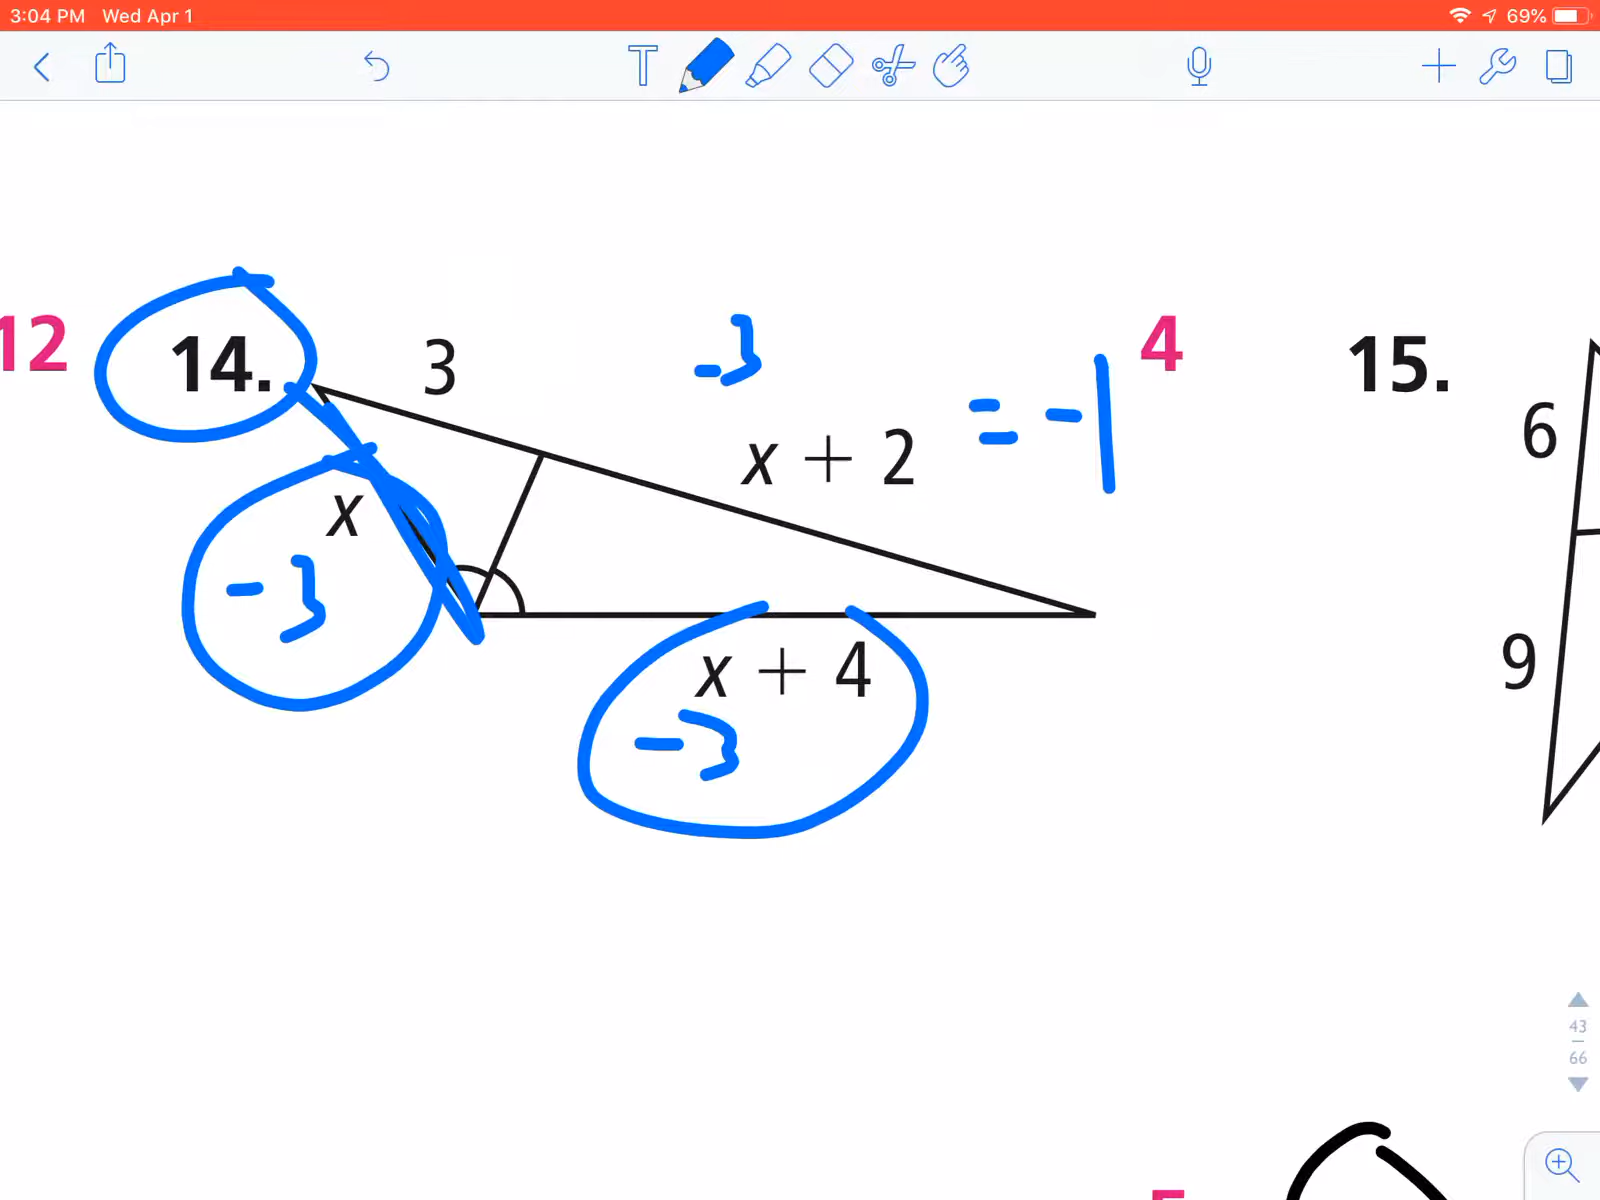 3:04 PM Wed Apr 1
69%
T
12
14.
3
-3
4
15.
x + 2 = -1
6
x
-3
x + 4
-3
9
43
66